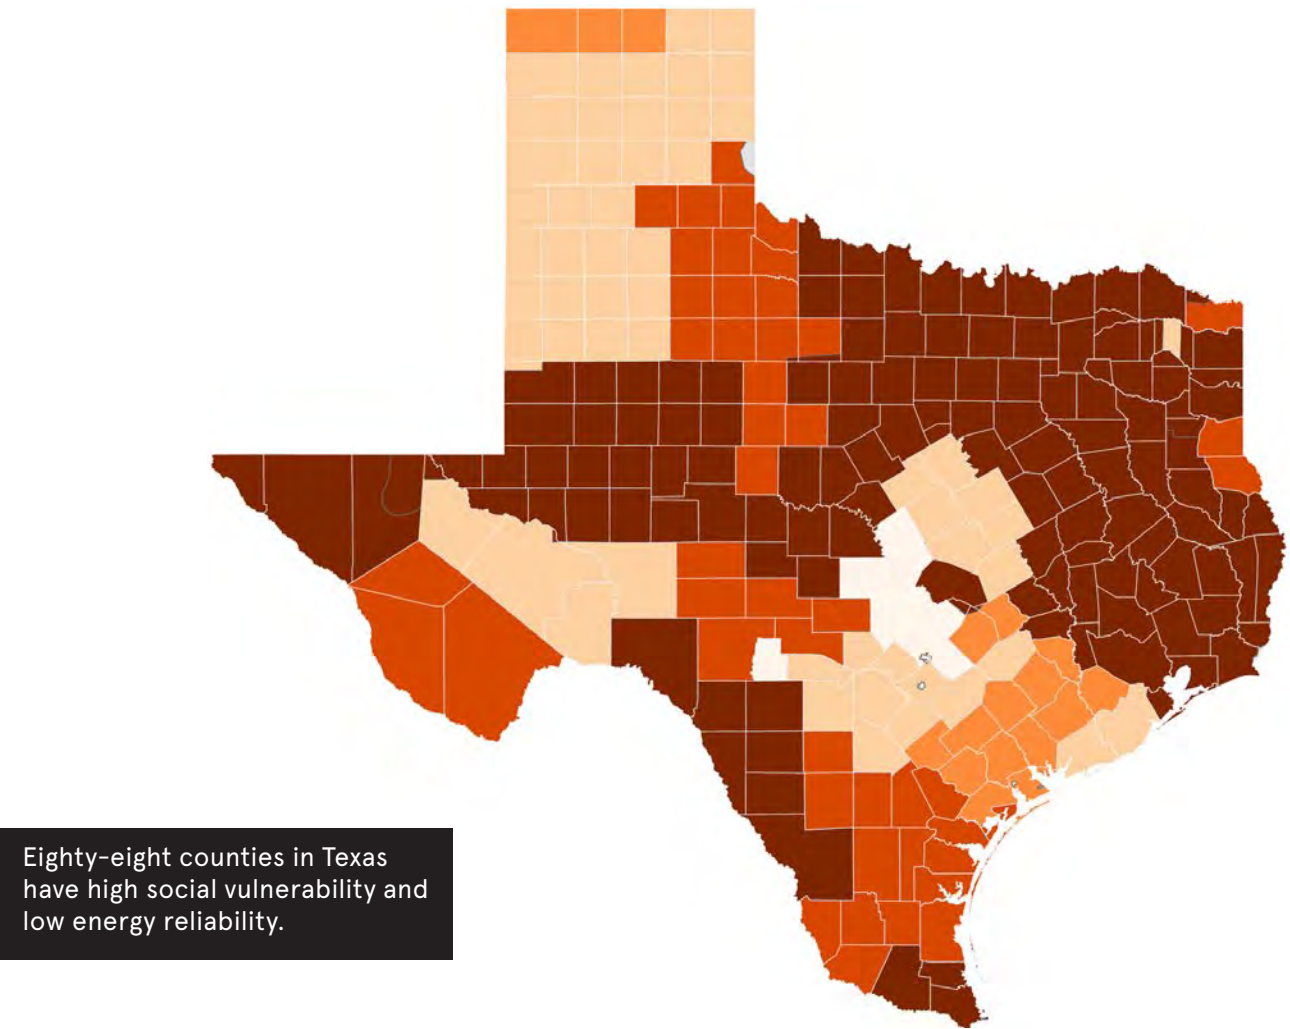 Eighty-eight counties in Texas
have high social vulnerability and
low energy reliability.